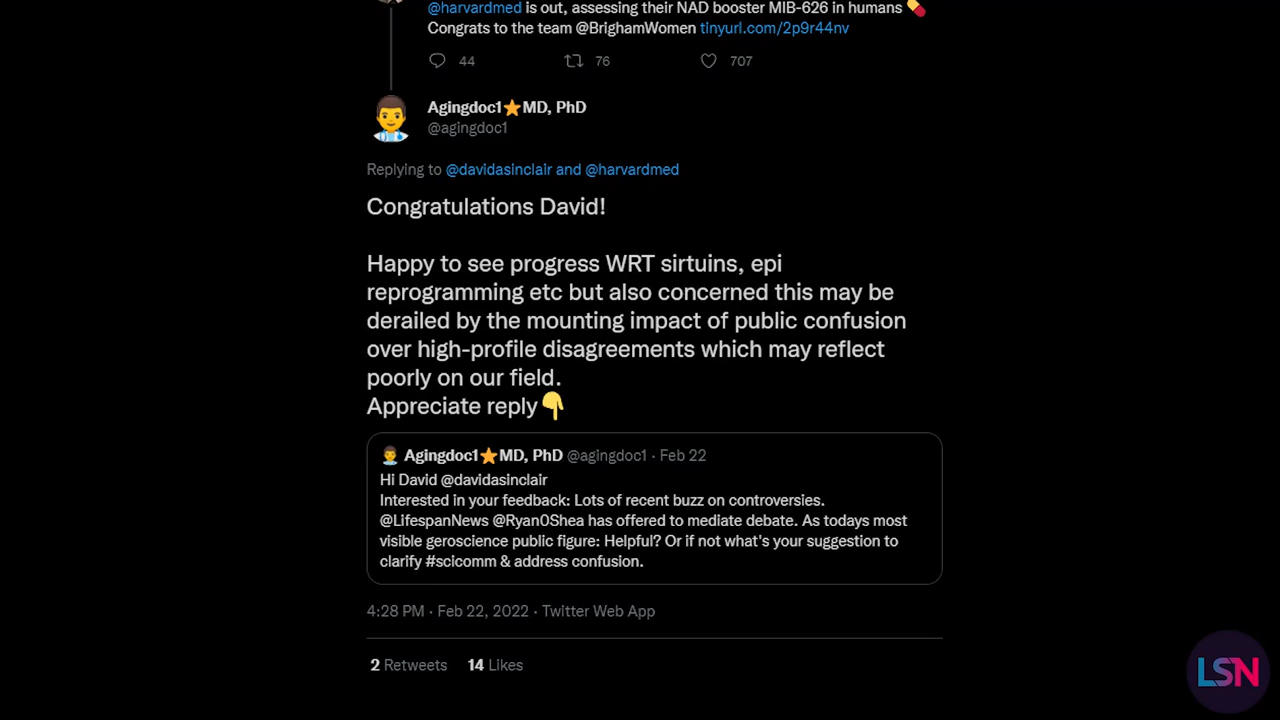 @harvardmed is out, assessing their NAD booster MIB-626 in humans 💊
Congrats to the team @BrighamWomen tinyurl.com/2p9r44nv
44 76 707
Agingdoc1⭐MD, PhD
@agingdoc1
Replying to @davidasinclair and @harvardmed
Congratulations David!
Happy to see progress WRT sirtuins, epi
reprogramming etc but also concerned this may be
derailed by the mounting impact of public confusion
over high-profile disagreements which may reflect
poorly on our field.
Appreciate reply👇
Agingdoc1⭐MD, PhD @agingdoc1 · Feb 22
Hi David @davidasinclair
Interested in your feedback: Lots of recent buzz on controversies.
@LifespanNews @Ryan0Shea has offered to mediate debate. As todays most
visible geroscience public figure: Helpful? Or if not what's your suggestion to
clarify #scicomm & address confusion.
4:28 PM · Feb 22, 2022 · Twitter Web App
2 Retweets 14 Likes
LSN